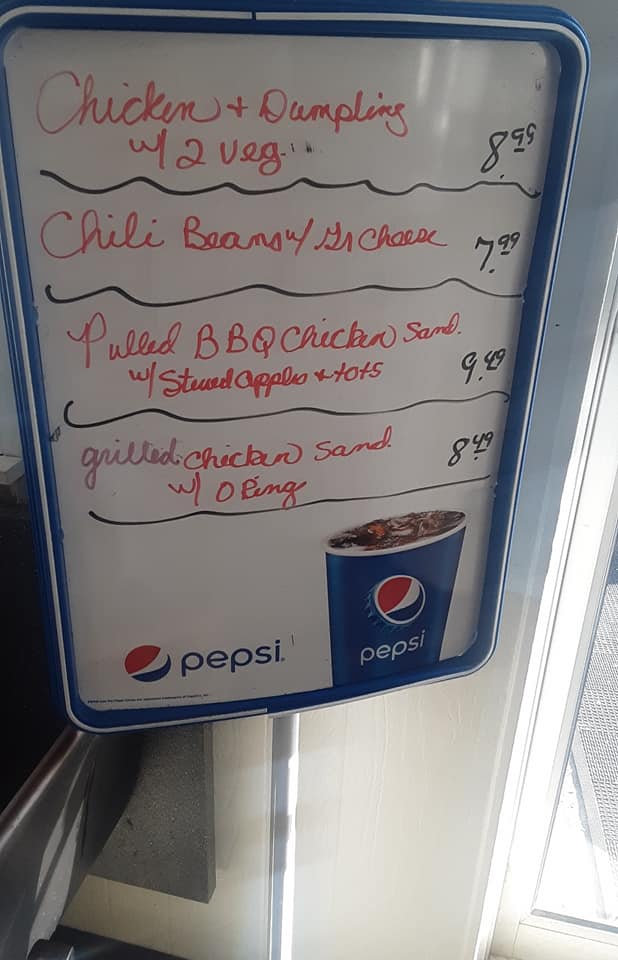 Chicken + Dumpling
w/ 2 veg.
8.99
Chili Beans w/ Gr Cheese
7.99
Pulled BBQ Chicken Sand.
w/ Stewed Apples + tots
9.49
grilled chicken Sand.
w/ O Ring
8.49
pepsi
pepsi